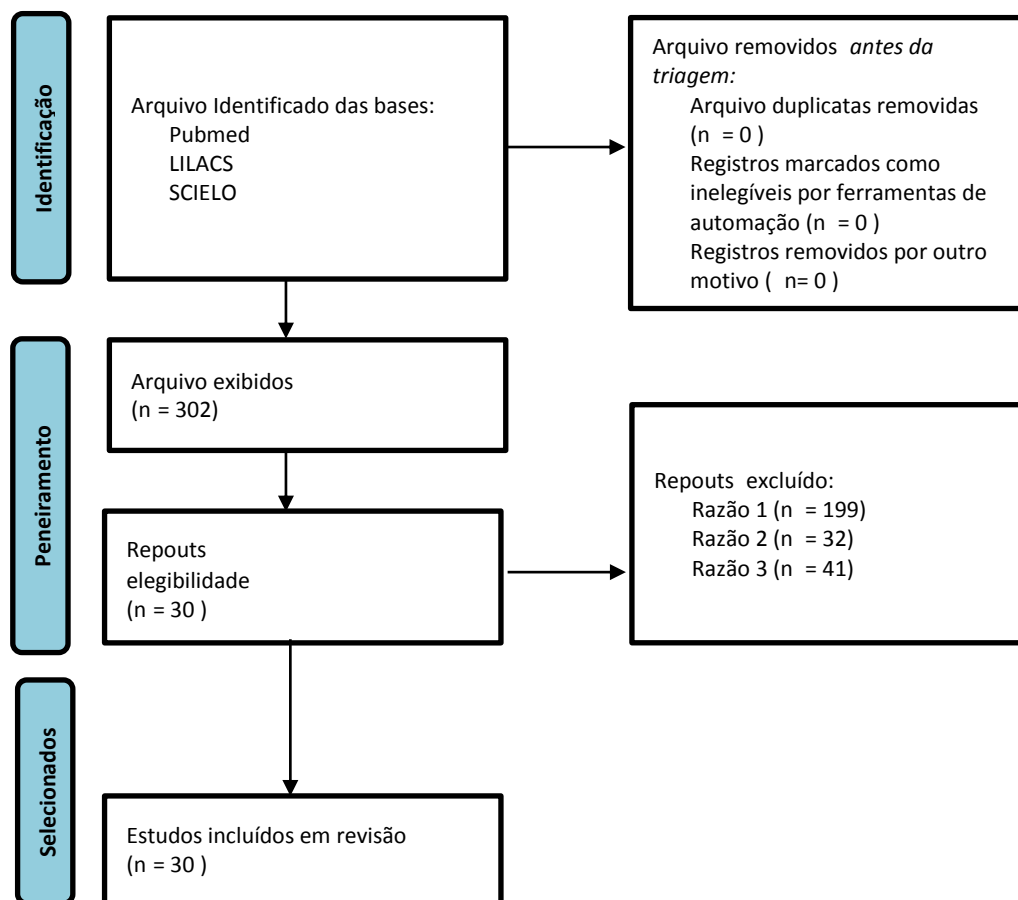 Identificação
Arquivo Identificado das bases:
Pubmed
LILACS
SCIELO
Arquivo removidos antes da
triagem:
Arquivo duplicatas removidas
(n = 0 )
Registros marcados como
inelegíveis por ferramentas de
automação (n = 0 )
Registros removidos por outro
motivo ( n= 0 )
Peneiramento
Arquivo exibidos
(n = 302)
Repouts
elegibilidade
(n = 30 )
Repouts excluído:
Razão 1 (n = 199)
Razão 2 (n = 32)
Razão 3 (n = 41)
Selecionados
Estudos incluídos em revisão
(n = 30 )